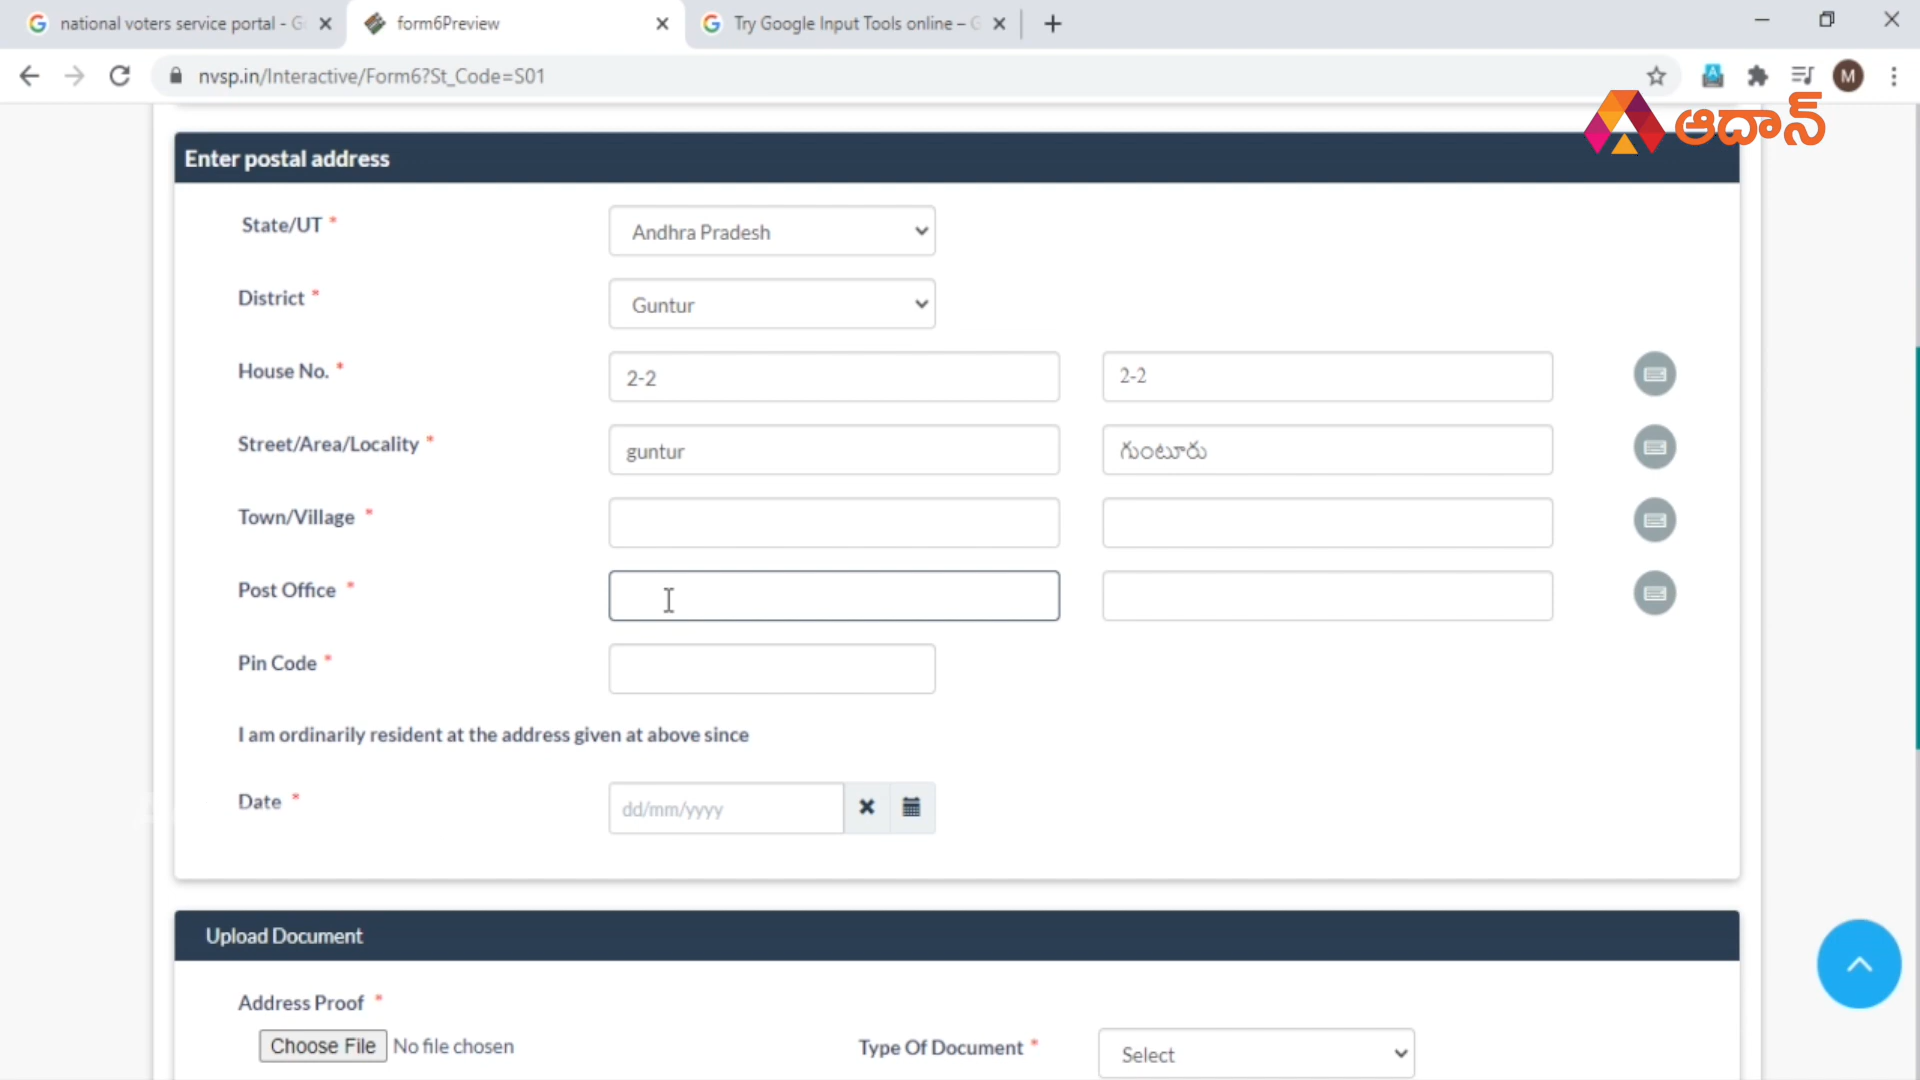 national voters service portal - G
form6Preview
Try Google Input Tools online – G
nvsp.in/Interactive/Form6?St_Code=S01
M
ఆదాన్
Enter postal address
State/UT *
Andhra Pradesh
District *
Guntur
House No. *
2-2
2-2
Street/Area/Locality *
guntur
గుంటూరు
Town/Village *
Post Office *
Pin Code *
I am ordinarily resident at the address given at above since
Date *
dd/mm/yyyy
Upload Document
Address Proof *
Choose File No file chosen
Type Of Document *
Select